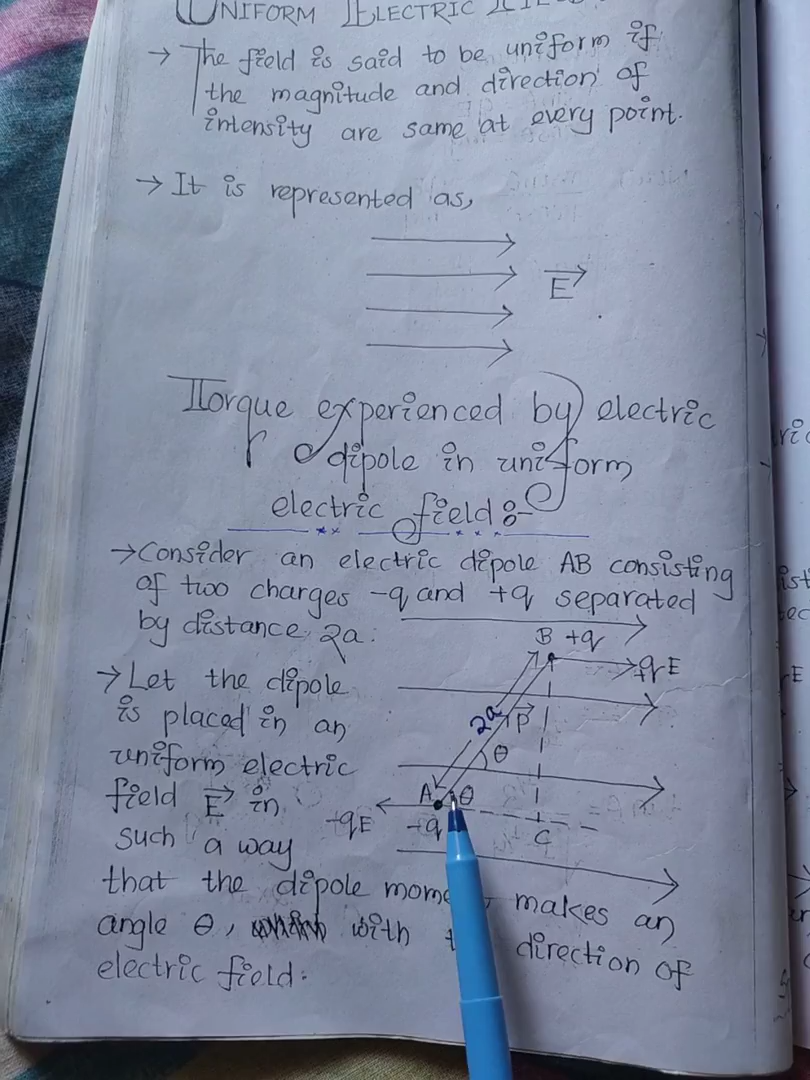 UNIFORM ELECTRIC
→ The field is said to be uniform if
the magnitude and direction of
intensity are same at every point.
→ It is represented as,
E
Torque experienced by electric
dipole in uniform
electric field:-
→ Consider an electric dipole AB consisting
of two charges -q and +q separated
by distance 2a.
B +q
+qE
→ Let the dipole
is placed in an
uniform electric
field E in
such a way
2a
P
θ
A
θ
-qE
-q
C
that the dipole makes an
angle θ, with direction of
electric field.